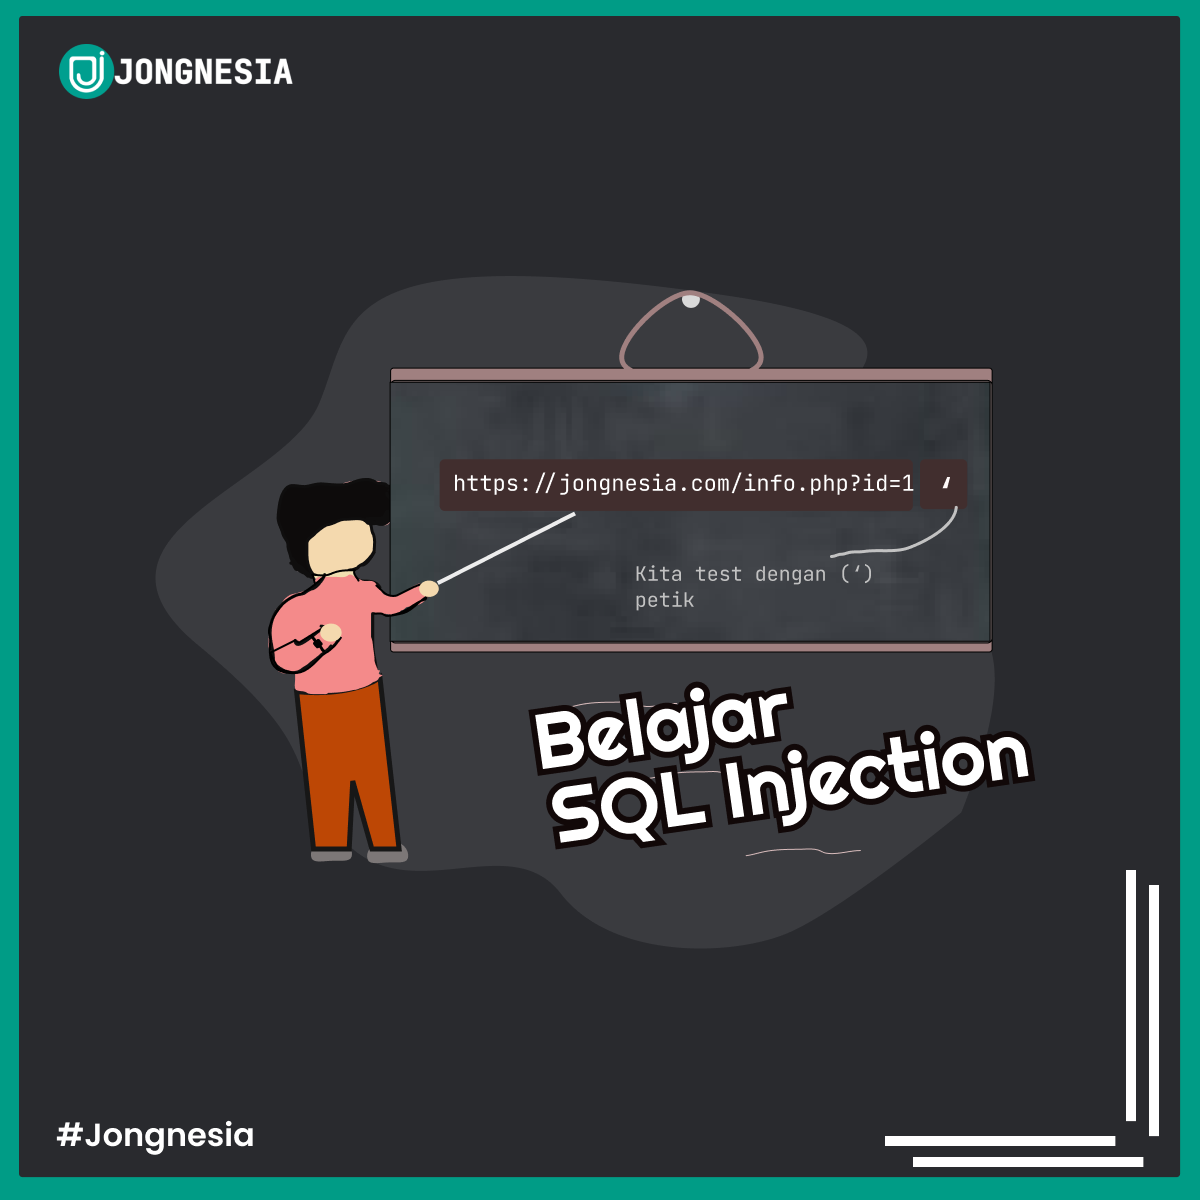 JONGNESIA
https://jongnesia.com/info.php?id=1 ‘
Kita test dengan (‘)
petik
Belajar
SQL Injection
#Jongnesia